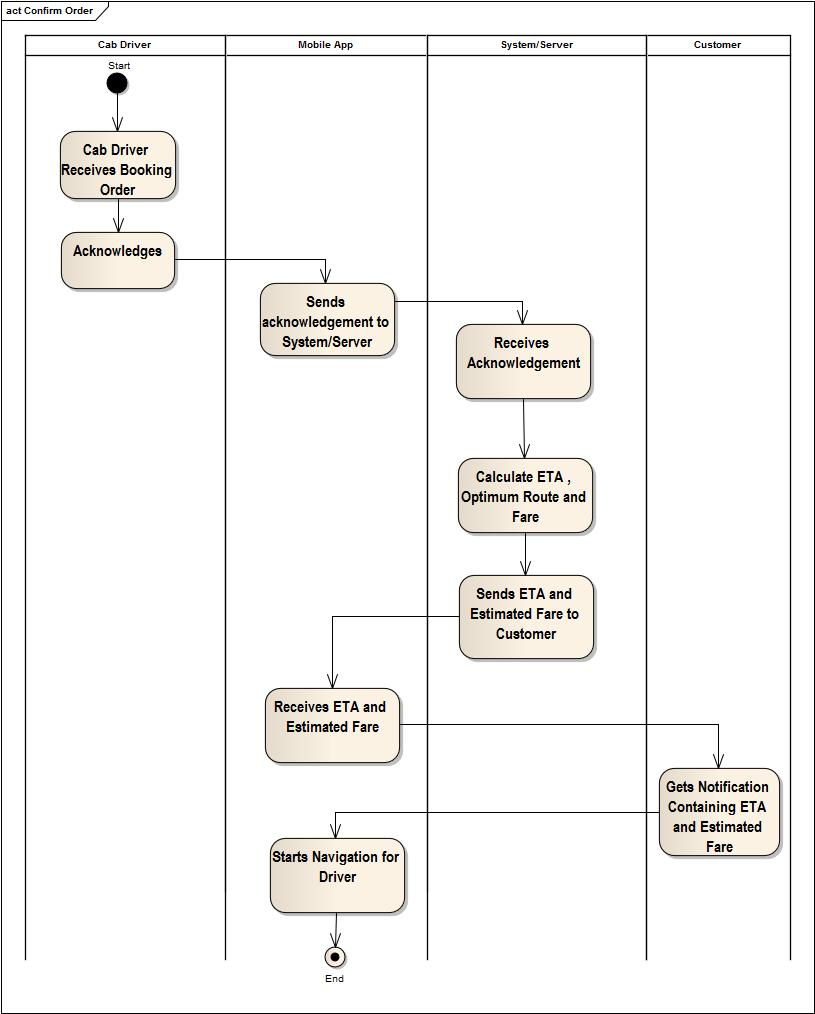 act Confirm Order
Cab Driver
Mobile App
System/Server
Customer
Start
Cab Driver
Receives Booking
Order
Acknowledges
Sends
acknowledgement to
System/Server
Receives
Acknowledgement
Calculate ETA ,
Optimum Route and
Fare
Sends ETA and
Estimated Fare to
Customer
Receives ETA and
Estimated Fare
Gets Notification
Containing ETA
and Estimated
Fare
Starts Navigation for
Driver
End